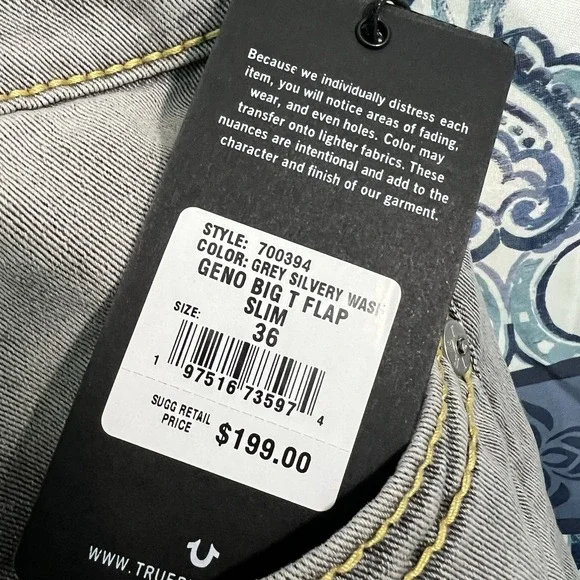 Because we individually distress each
item, you will notice areas of fading,
wear, and even holes. Color may
transfer onto lighter fabrics. These
nuances are intentional and add to the
character and finish of our garment.
STYLE: 700394
COLOR: GREY SILVERY WASH
GENO BIG T FLAP
SLIM
SIZE: 36
1 97516 73597 4
SUGG RETAIL
PRICE $199.00